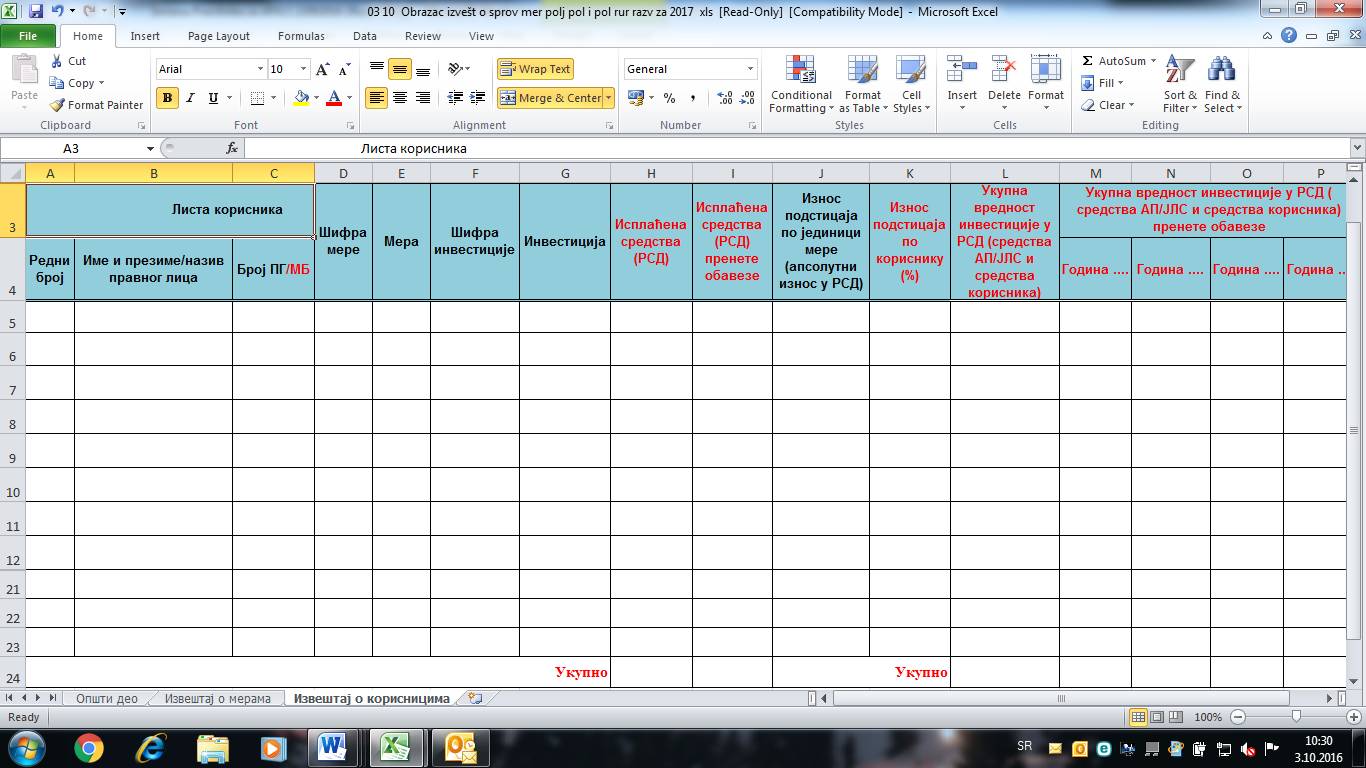 03 10 Obrazac izvešt o sprov mer polj pol i pol rur razv za 2017 .xls [Read-Only] [Compatibility Mode] - Microsoft Excel
File Home Insert Page Layout Formulas Data Review View
Paste
Cut
Copy
Format Painter
Clipboard
Arial 10
B I U
Font
Wrap Text
Merge & Center
Alignment
General
% ,
Number
Conditional Formatting
Format as Table
Cell Styles
Styles
Insert Delete Format
Cells
Σ AutoSum
Fill
Clear
Sort & Filter
Find & Select
Editing
A3 fx Листа корисника
A B C D E F G H I J K L M N O P
3
Листа корисника
4
Редни
број
Име и презиме/назив
правног лица
Број ПГ/МБ
Шифра
мере
Мера
Шифра
инвестиције
Инвестиција
Исплаћена
средства
(РСД)
Исплаћена
средства
(РСД)
пренете
обавезе
Износ
подстицаја
по јединици
мере
(апсолутни
износ у РСД)
Износ
подстицаја
по
кориснику
(%)
Укупна
вредност
инвестиције у
РСД (средства
АП/ЈЛС и
средства
корисника)
Укупна вредност инвестиције у РСД (
средства АП/ЈЛС и средства корисника)
пренете обавезе
Година .... Година .... Година .... Година ..
5
6
7
8
9
10
11
12
21
22
23
24 Укупно Укупно
Општи део Извештај о мерама Извештај о корисницима
Ready 100%
SR 10:30
3.10.2016